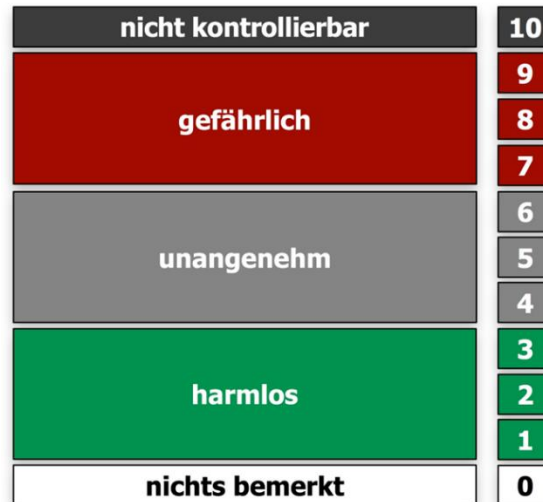 nicht kontrollierbar 10
9
gefährlich 8
7
6
unangenehm 5
4
3
harmlos 2
1
nichts bemerkt 0